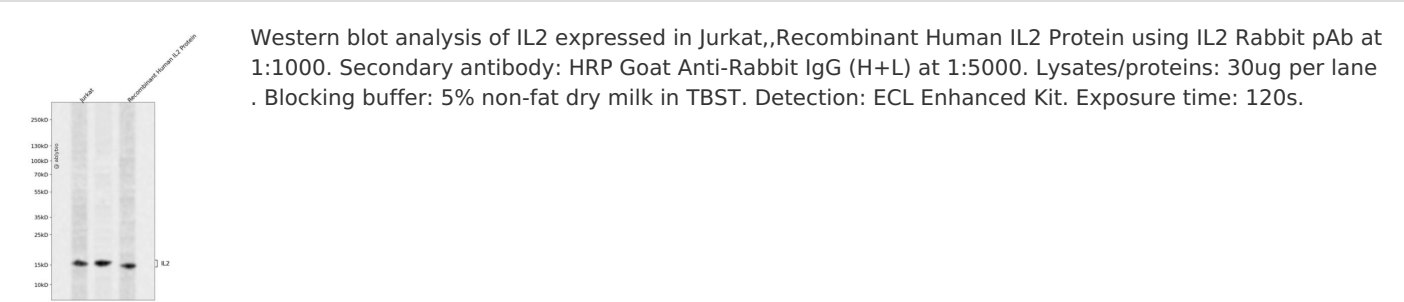 Western blot analysis of IL2 expressed in Jurkat,,Recombinant Human IL2 Protein using IL2 Rabbit pAb at
1:1000. Secondary antibody: HRP Goat Anti-Rabbit IgG (H+L) at 1:5000. Lysates/proteins: 30ug per lane
. Blocking buffer: 5% non-fat dry milk in TBST. Detection: ECL Enhanced Kit. Exposure time: 120s.
Jurkat
Recombinant Human IL2 Protein
250kD
130kD
@ ablybio
100kD
70kD
55kD
35kD
25kD
15kD
IL2
10kD